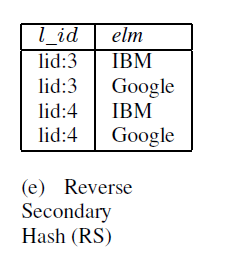 l_id elm
lid:3 IBM
lid:3 Google
lid:4 IBM
lid:4 Google
(e) Reverse
Secondary
Hash (RS)